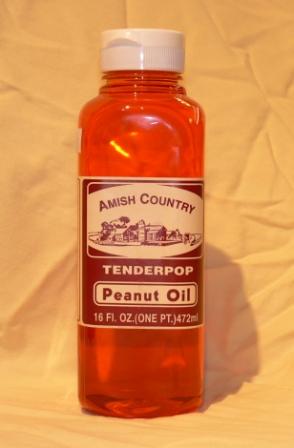 AMISH COUNTRY
TENDERPOP
Peanut Oil
16 FL. OZ.(ONE PT.)472ml